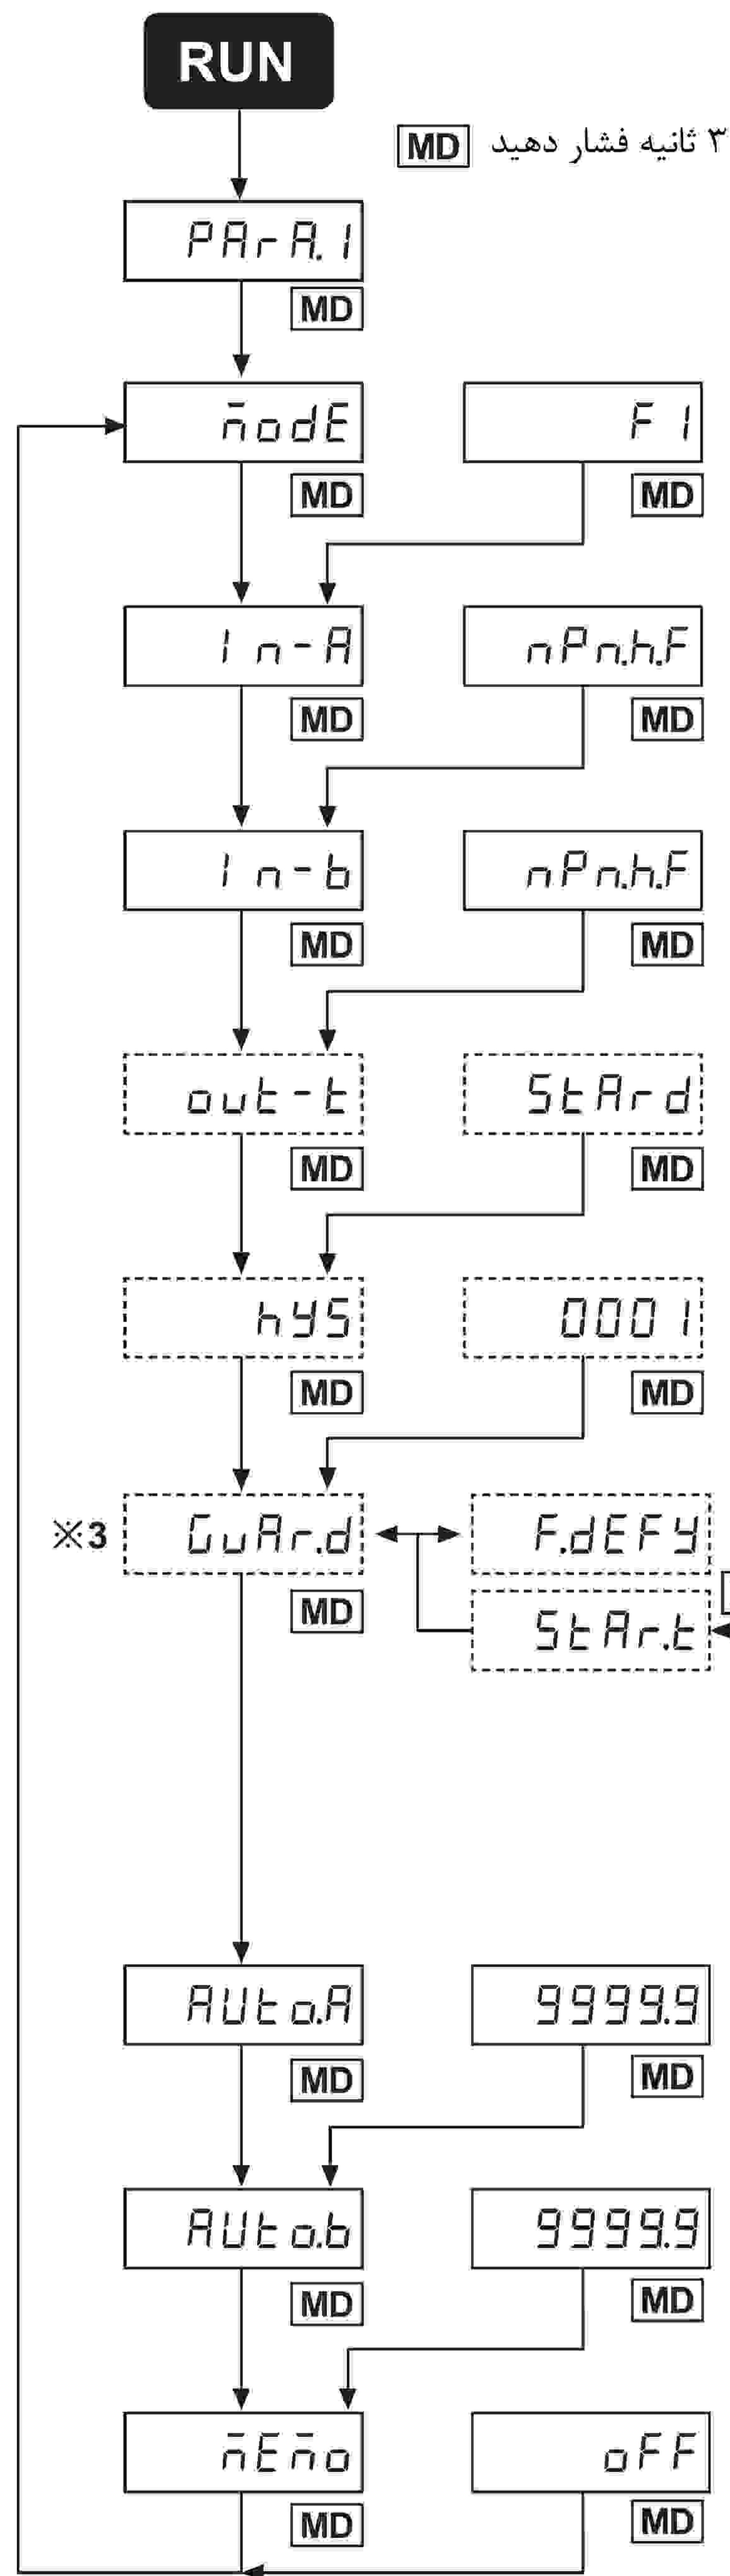 RUN
MD ۳ ثانیه فشار دهید
PArA.1
MD
modE F1
MD MD
In-A nPn.h.F
MD MD
In-b nPn.h.F
MD MD
out-t StArd
MD MD
hYS 0001
MD MD
※3 GuAr.d F.dEFY
MD StAr.t
AUto.A 9999.9
MD MD
AUto.b 9999.9
MD MD
mEmo oFF
MD MD